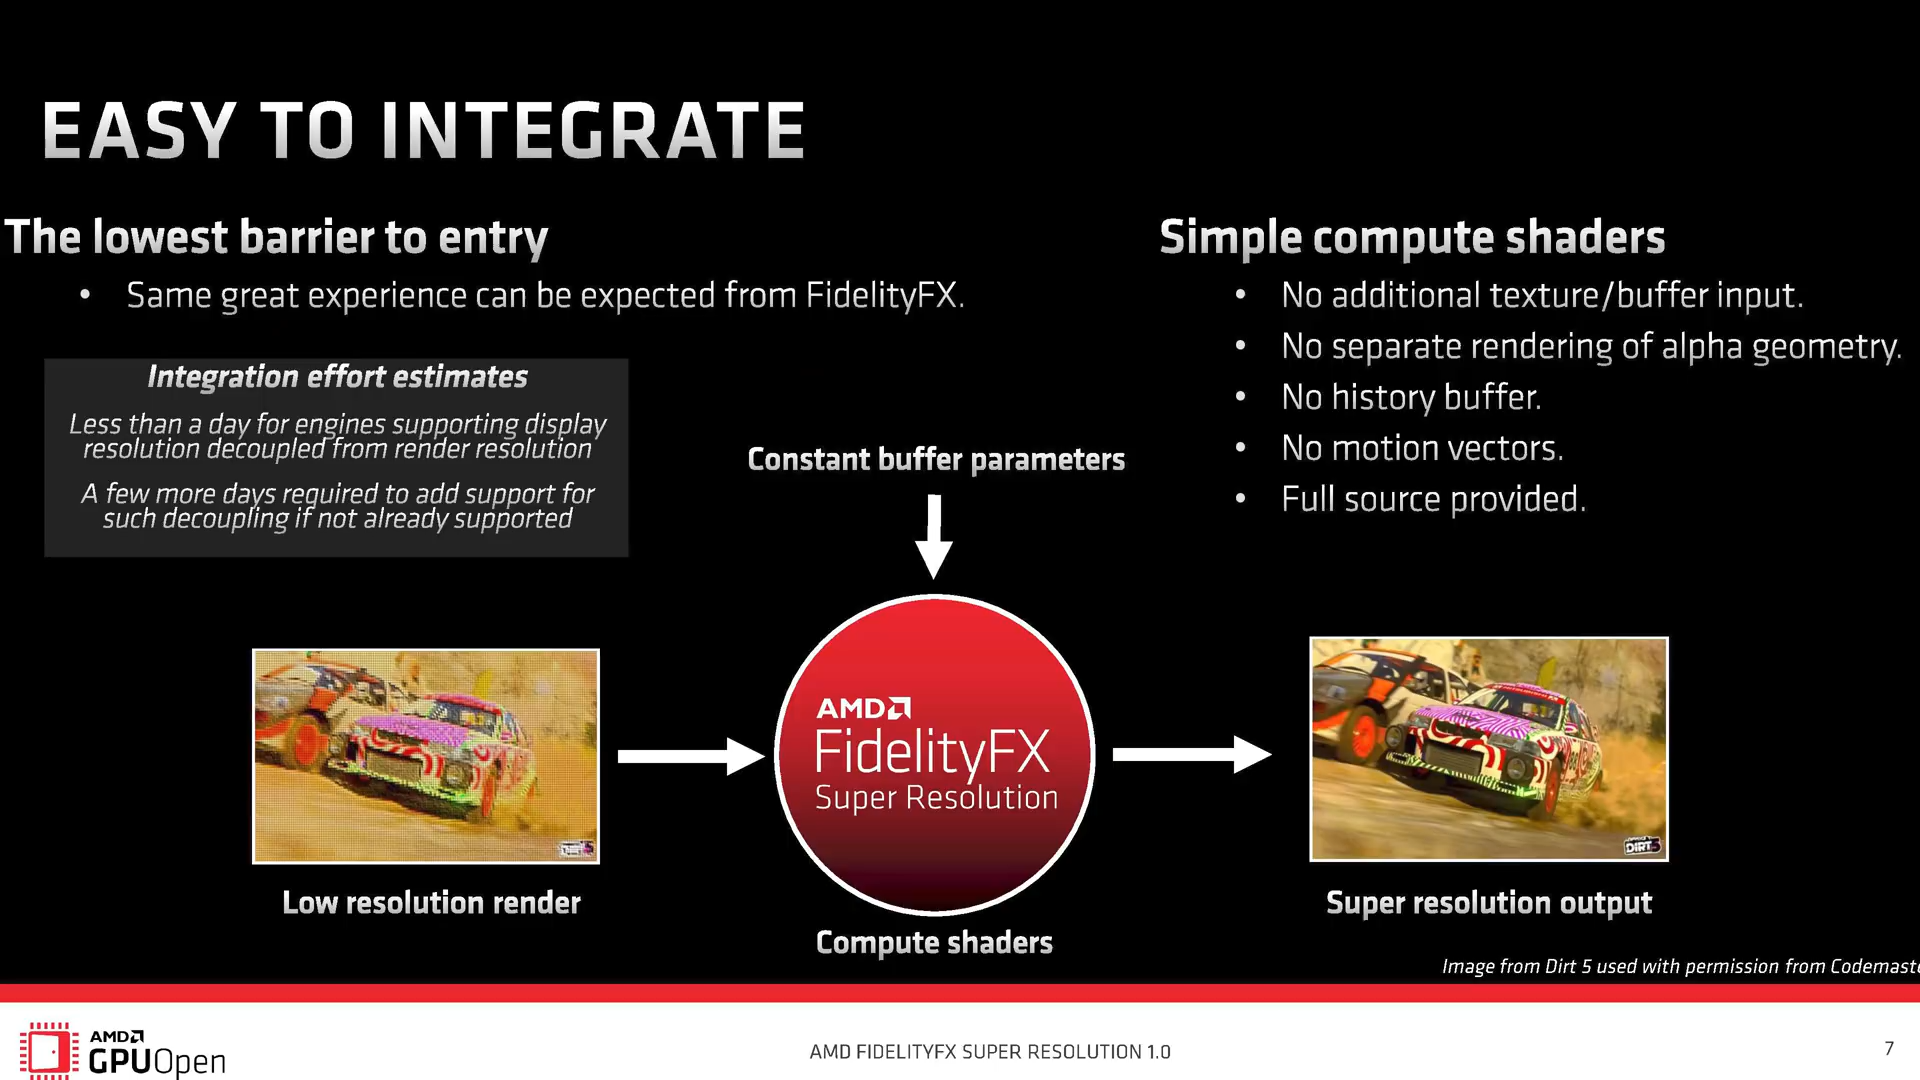 EASY TO INTEGRATE
The lowest barrier to entry
• Same great experience can be expected from FidelityFX.
Integration effort estimates
Less than a day for engines supporting display
resolution decoupled from render resolution
A few more days required to add support for
such decoupling if not already supported
Simple compute shaders
• No additional texture/buffer input.
• No separate rendering of alpha geometry.
• No history buffer.
• No motion vectors.
• Full source provided.
Constant buffer parameters
AMD
FidelityFX
Super Resolution
DIRT 5
Low resolution render
Super resolution output
Compute shaders
Image from Dirt 5 used with permission from Codemaste
AMD
GPUOpen
AMD FIDELITYFX SUPER RESOLUTION 1.0
7